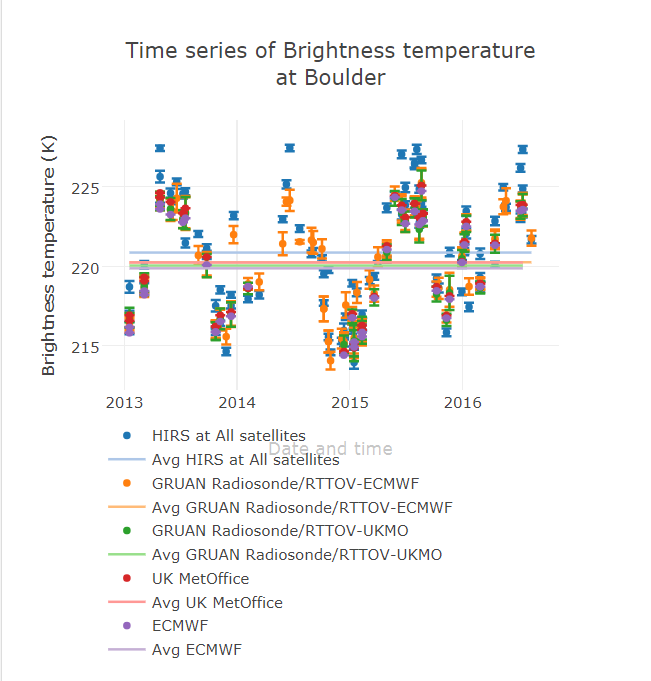 Time series of Brightness temperature
at Boulder
Brightness temperature (K)
225
220
215
2013 2014 2015 2016
Date and time
HIRS at All satellites
Avg HIRS at All satellites
GRUAN Radiosonde/RTTOV-ECMWF
Avg GRUAN Radiosonde/RTTOV-ECMWF
GRUAN Radiosonde/RTTOV-UKMO
Avg GRUAN Radiosonde/RTTOV-UKMO
UK MetOffice
Avg UK MetOffice
ECMWF
Avg ECMWF